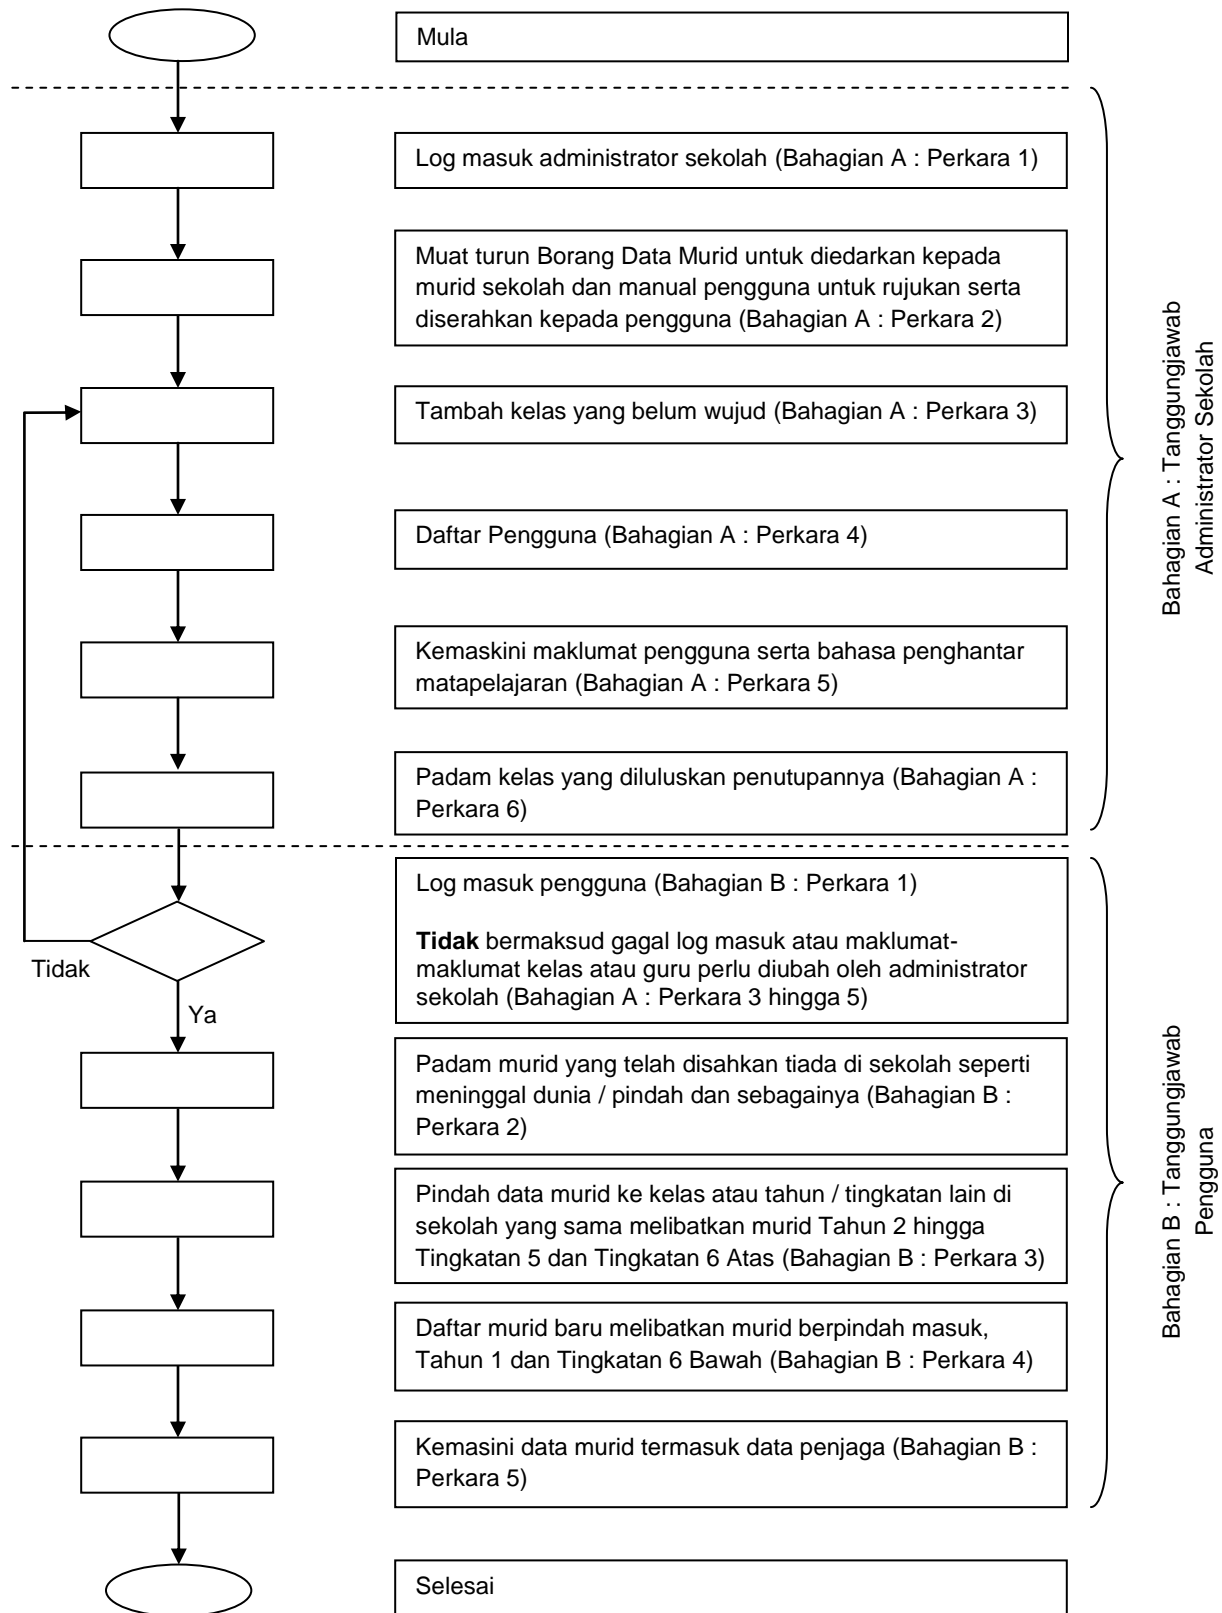 Mula
Log masuk administrator sekolah (Bahagian A : Perkara 1)
Muat turun Borang Data Murid untuk diedarkan kepada
murid sekolah dan manual pengguna untuk rujukan serta
diserahkan kepada pengguna (Bahagian A : Perkara 2)
Tambah kelas yang belum wujud (Bahagian A : Perkara 3)
Daftar Pengguna (Bahagian A : Perkara 4)
Kemaskini maklumat pengguna serta bahasa penghantar
matapelajaran (Bahagian A : Perkara 5)
Padam kelas yang diluluskan penutupannya (Bahagian A :
Perkara 6)
Bahagian A : Tanggungjawab
Administrator Sekolah
Log masuk pengguna (Bahagian B : Perkara 1)
Tidak bermaksud gagal log masuk atau maklumat-
maklumat kelas atau guru perlu diubah oleh administrator
sekolah (Bahagian A : Perkara 3 hingga 5)
Tidak
Ya
Padam murid yang telah disahkan tiada di sekolah seperti
meninggal dunia / pindah dan sebagainya (Bahagian B :
Perkara 2)
Pindah data murid ke kelas atau tahun / tingkatan lain di
sekolah yang sama melibatkan murid Tahun 2 hingga
Tingkatan 5 dan Tingkatan 6 Atas (Bahagian B : Perkara 3)
Daftar murid baru melibatkan murid berpindah masuk,
Tahun 1 dan Tingkatan 6 Bawah (Bahagian B : Perkara 4)
Kemasini data murid termasuk data penjaga (Bahagian B :
Perkara 5)
Bahagian B : Tanggungjawab
Pengguna
Selesai